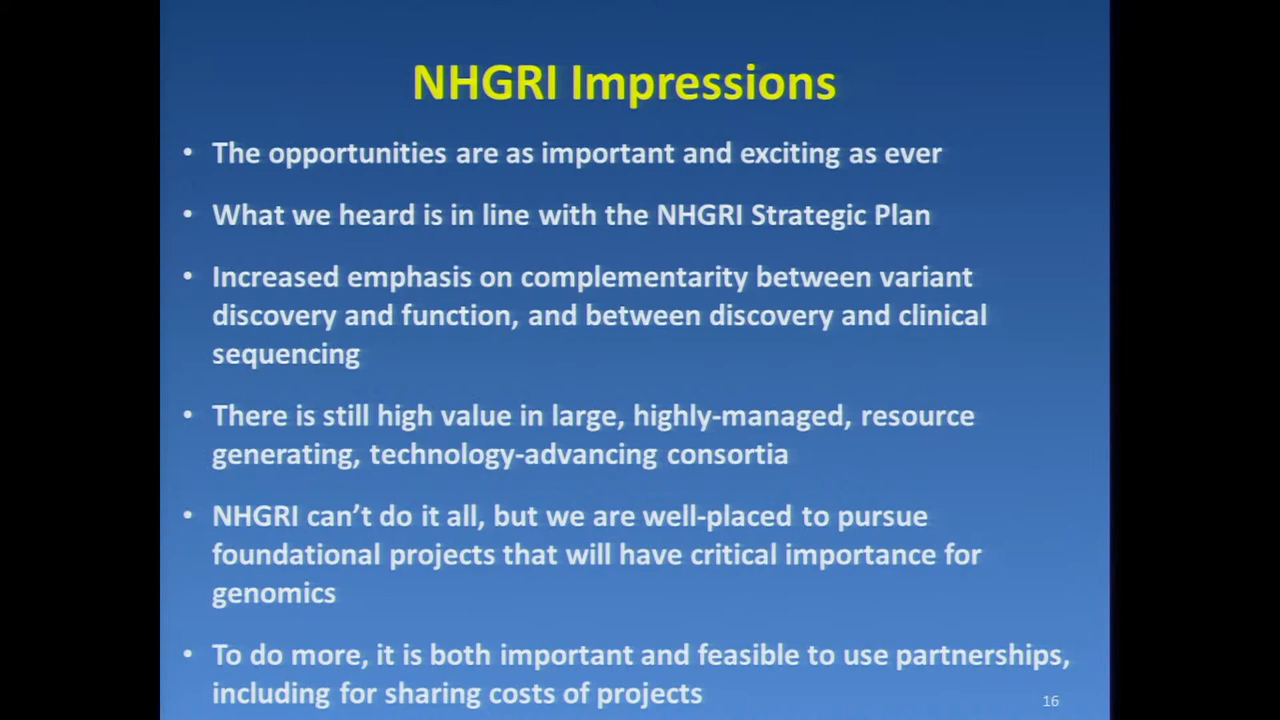 NHGRI Impressions
• The opportunities are as important and exciting as ever
• What we heard is in line with the NHGRI Strategic Plan
• Increased emphasis on complementarity between variant
discovery and function, and between discovery and clinical
sequencing
• There is still high value in large, highly-managed, resource
generating, technology-advancing consortia
• NHGRI can’t do it all, but we are well-placed to pursue
foundational projects that will have critical importance for
genomics
• To do more, it is both important and feasible to use partnerships,
including for sharing costs of projects
16